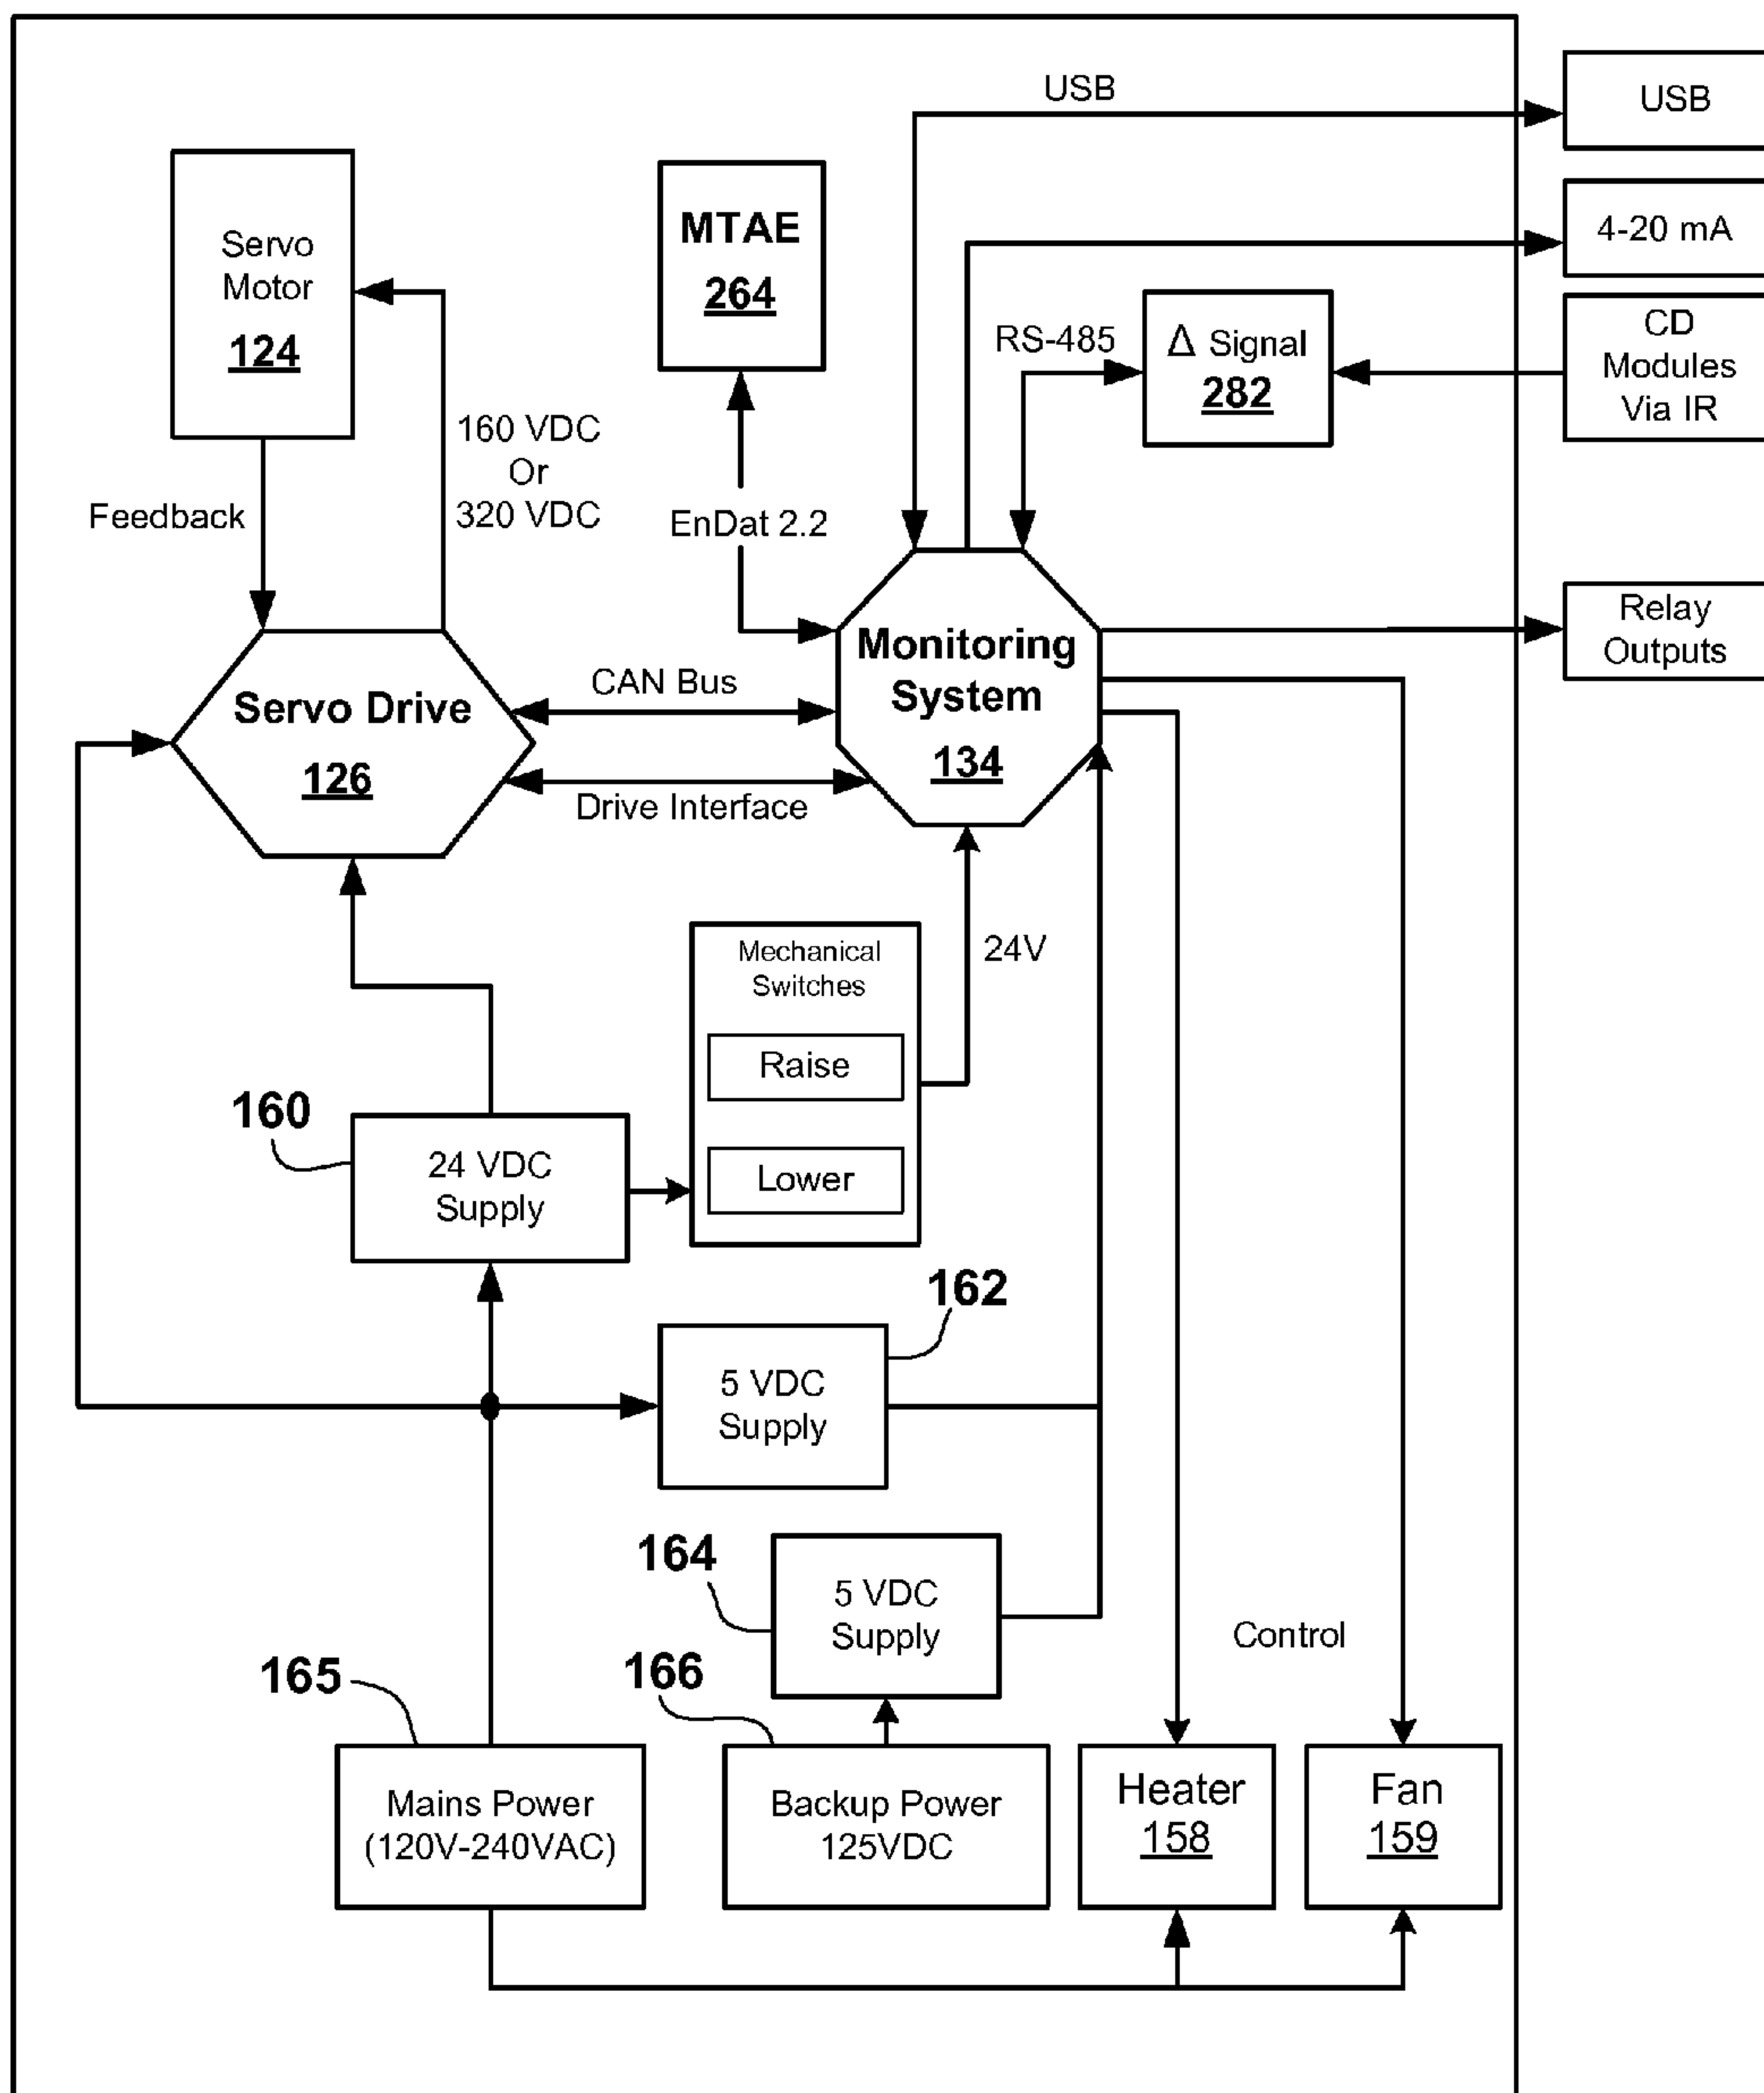 USB
USB
4-20 mA
Servo
Motor
124
MTAE
264
RS-485
Δ Signal
282
CD
Modules
Via IR
160 VDC
Or
320 VDC
Feedback
EnDat 2.2
Relay
Outputs
Monitoring
System
134
CAN Bus
Servo Drive
126
Drive Interface
Mechanical
Switches
24V
Raise
Lower
160
24 VDC
Supply
162
5 VDC
Supply
164
5 VDC
Supply
Control
165
166
Mains Power
(120V-240VAC)
Backup Power
125VDC
Heater
158
Fan
159